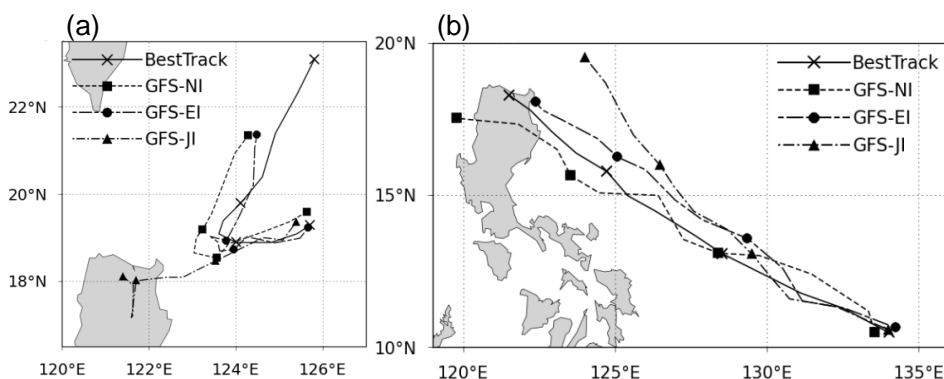 (a)
BestTrack
GFS-NI
GFS-EI
GFS-JI
22°N
20°N
18°N
120°E 122°E 124°E 126°E
(b)
20°N
BestTrack
GFS-NI
GFS-EI
GFS-JI
15°N
10°N
120°E 125°E 130°E 135°E